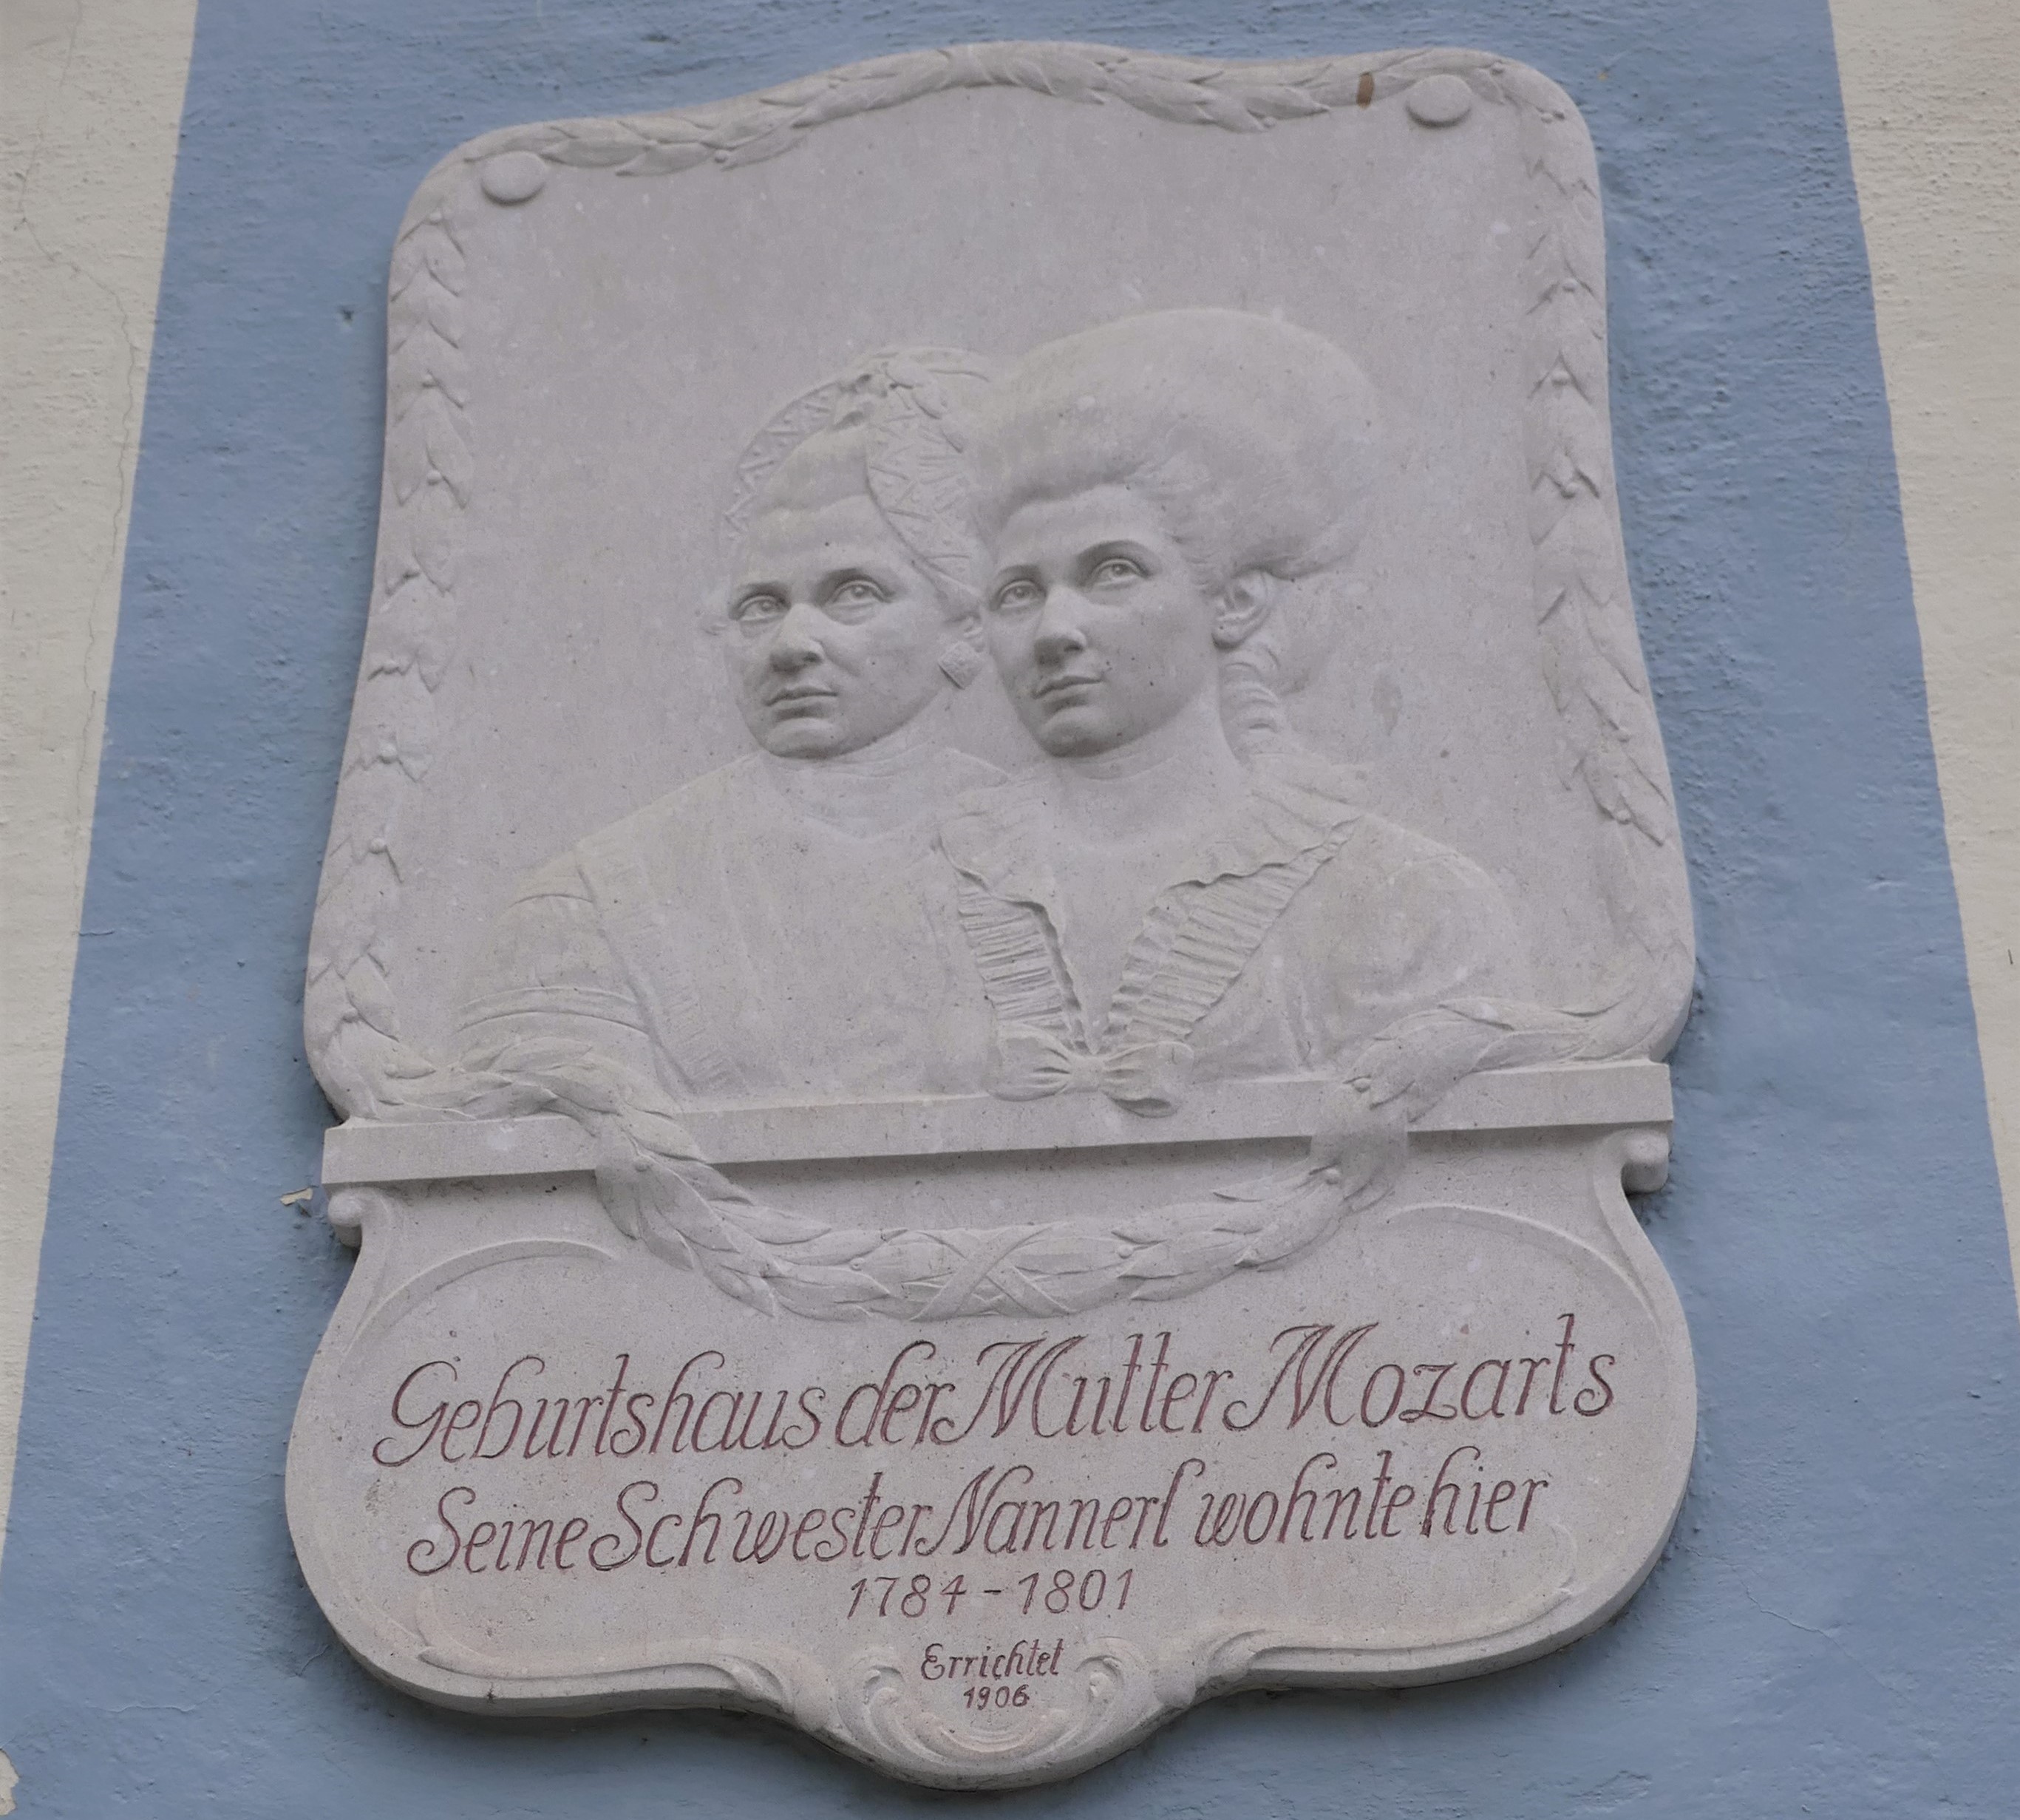 Geburtshaus der Mutter Mozarts
Seine Schwester Nannerl wohnte hier
1784 - 1801
Errichtet
1906